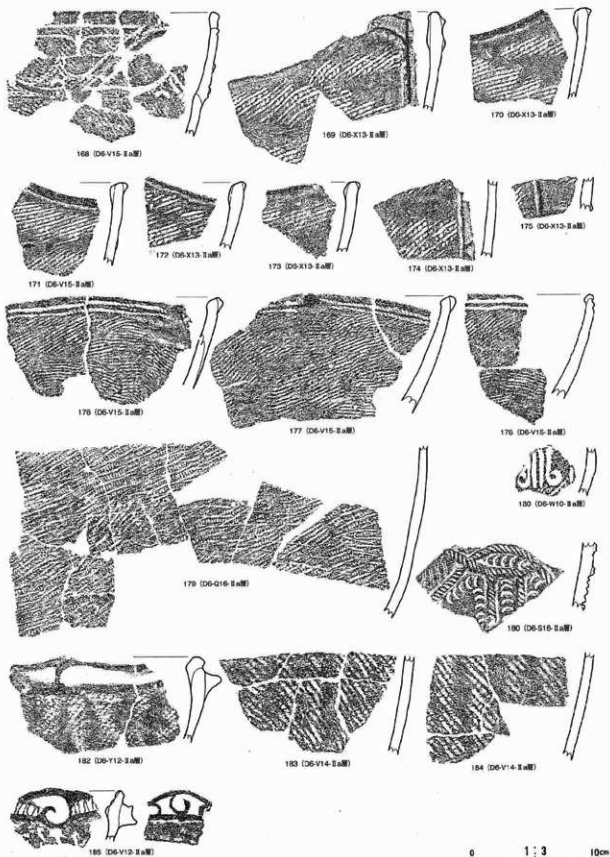 168 (D6-V15-Ⅱa層)
169 (D6-X13-Ⅱa層)
170 (D6-X13-Ⅱa層)
171 (D6-V15-Ⅱa層)
172 (D6-X13-Ⅱa層)
173 (D6-X13-Ⅱa層)
174 (D6-X13-Ⅱa層)
175 (D6-X13-Ⅱa層)
176 (D6-V15-Ⅱa層)
177 (D6-V15-Ⅱa層)
178 (D6-V15-Ⅱa層)
179 (D6-Q16-Ⅱa層)
180 (D6-W10-Ⅱa層)
180 (D6-S16-Ⅱa層)
182 (D6-Y12-Ⅱa層)
183 (D6-V14-Ⅱa層)
184 (D6-V14-Ⅱa層)
185 (D6-V12-Ⅱa層)
0 1:3 10cm